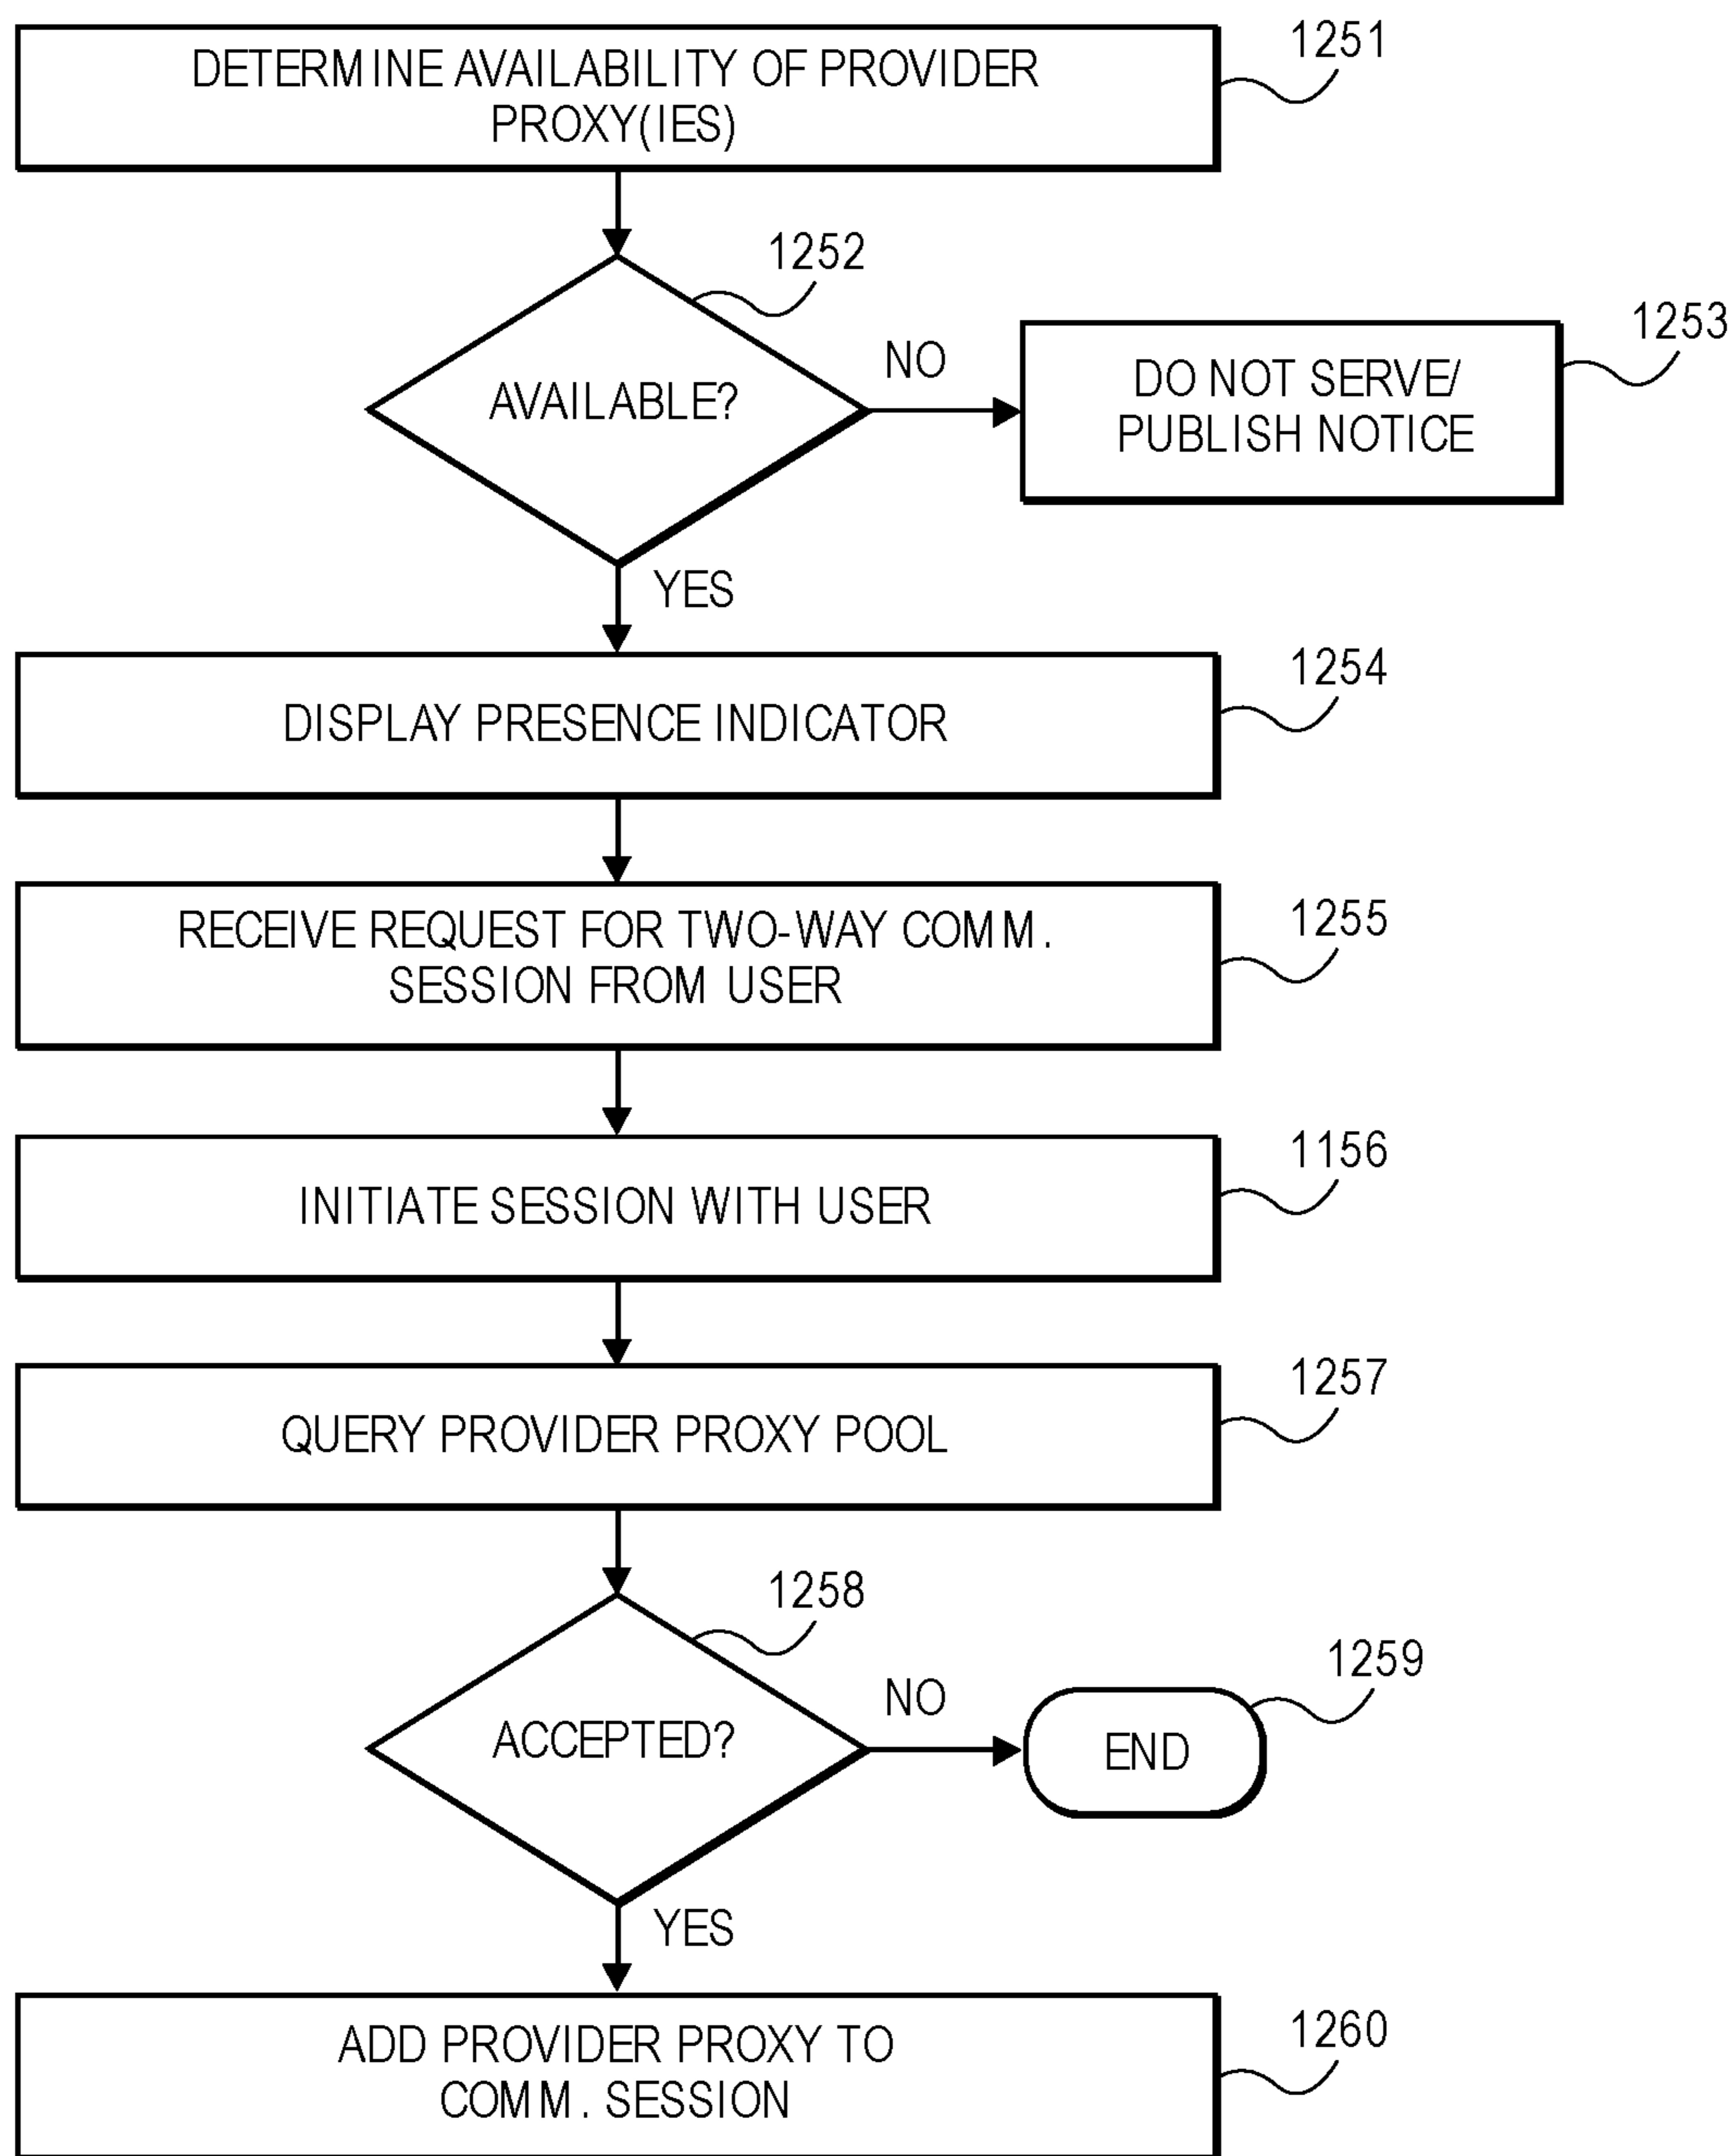 1251
DETERMINE AVAILABILITY OF PROVIDER
PROXY(IES)
1252
AVAILABLE?
NO
1253
DO NOT SERVE/
PUBLISH NOTICE
YES
1254
DISPLAY PRESENCE INDICATOR
1255
RECEIVE REQUEST FOR TWO-WAY COMM.
SESSION FROM USER
1156
INITIATE SESSION WITH USER
1257
QUERY PROVIDER PROXY POOL
1258
ACCEPTED?
NO
1259
END
YES
1260
ADD PROVIDER PROXY TO
COMM. SESSION